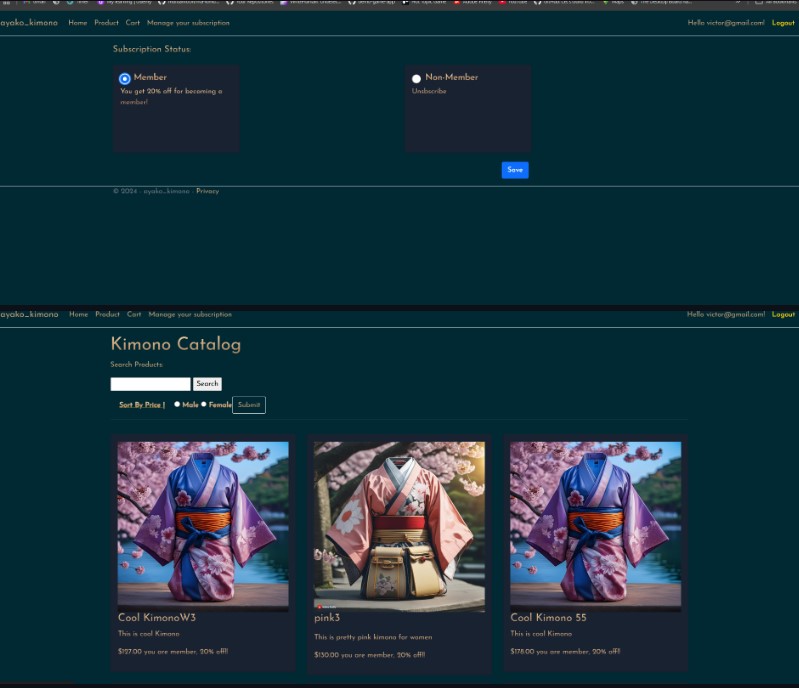 ayako_kimono Home Product Cart Manage your subscription Hello victor@gmail.com! Logout
Subscription Status:
Member
You get 20% off for becoming a
member!
Non-Member
Unsbscribe
Save
© 2024 - ayako_kimono - Privacy
ayako_kimono Home Product Cart Manage your subscription Hello victor@gmail.com! Logout
Kimono Catalog
Search Products
Search
Sort By Price ! Male Female Submit
Cool KimonoW3
This is cool Kimono
$127.00 you are member, 20% off!!
pink3
This is pretty pink kimono for women
$130.00 you are member, 20% off!!
Cool Kimono 55
This is cool Kimono
$178.00 you are member, 20% off!!